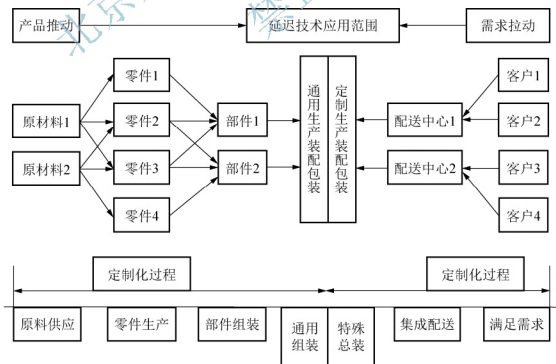 产品推动
延迟技术应用范围
需求拉动
零件1
零件2
零件3
零件4
原材料1
原材料2
部件1
部件2
通用生产装配包装
定制生产装配包装
配送中心1
配送中心2
客户1
客户2
客户3
客户4
定制化过程
定制化过程
原料供应
零件生产
部件组装
通用
组装
特殊
总装
集成配送
满足需求
北京